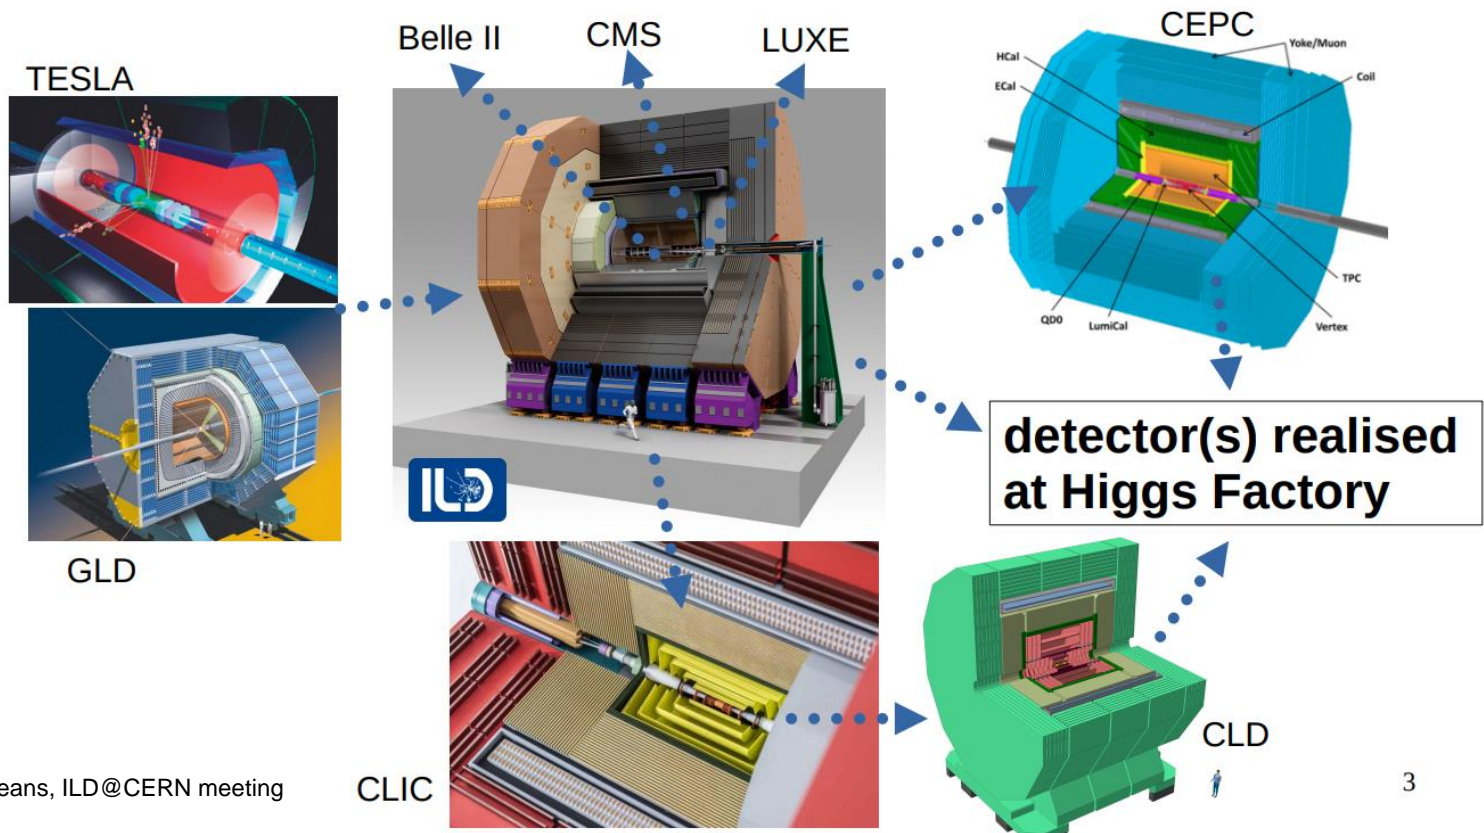 TESLA
Belle II
CMS
LUXE
CEPC
HCal
ECal
Yoke/Muon
Coil
TPC
QD0
LumiCal
Vertex
GLD
ILD
detector(s) realised
at Higgs Factory
CLIC
CLD
eans, ILD@CERN meeting
3